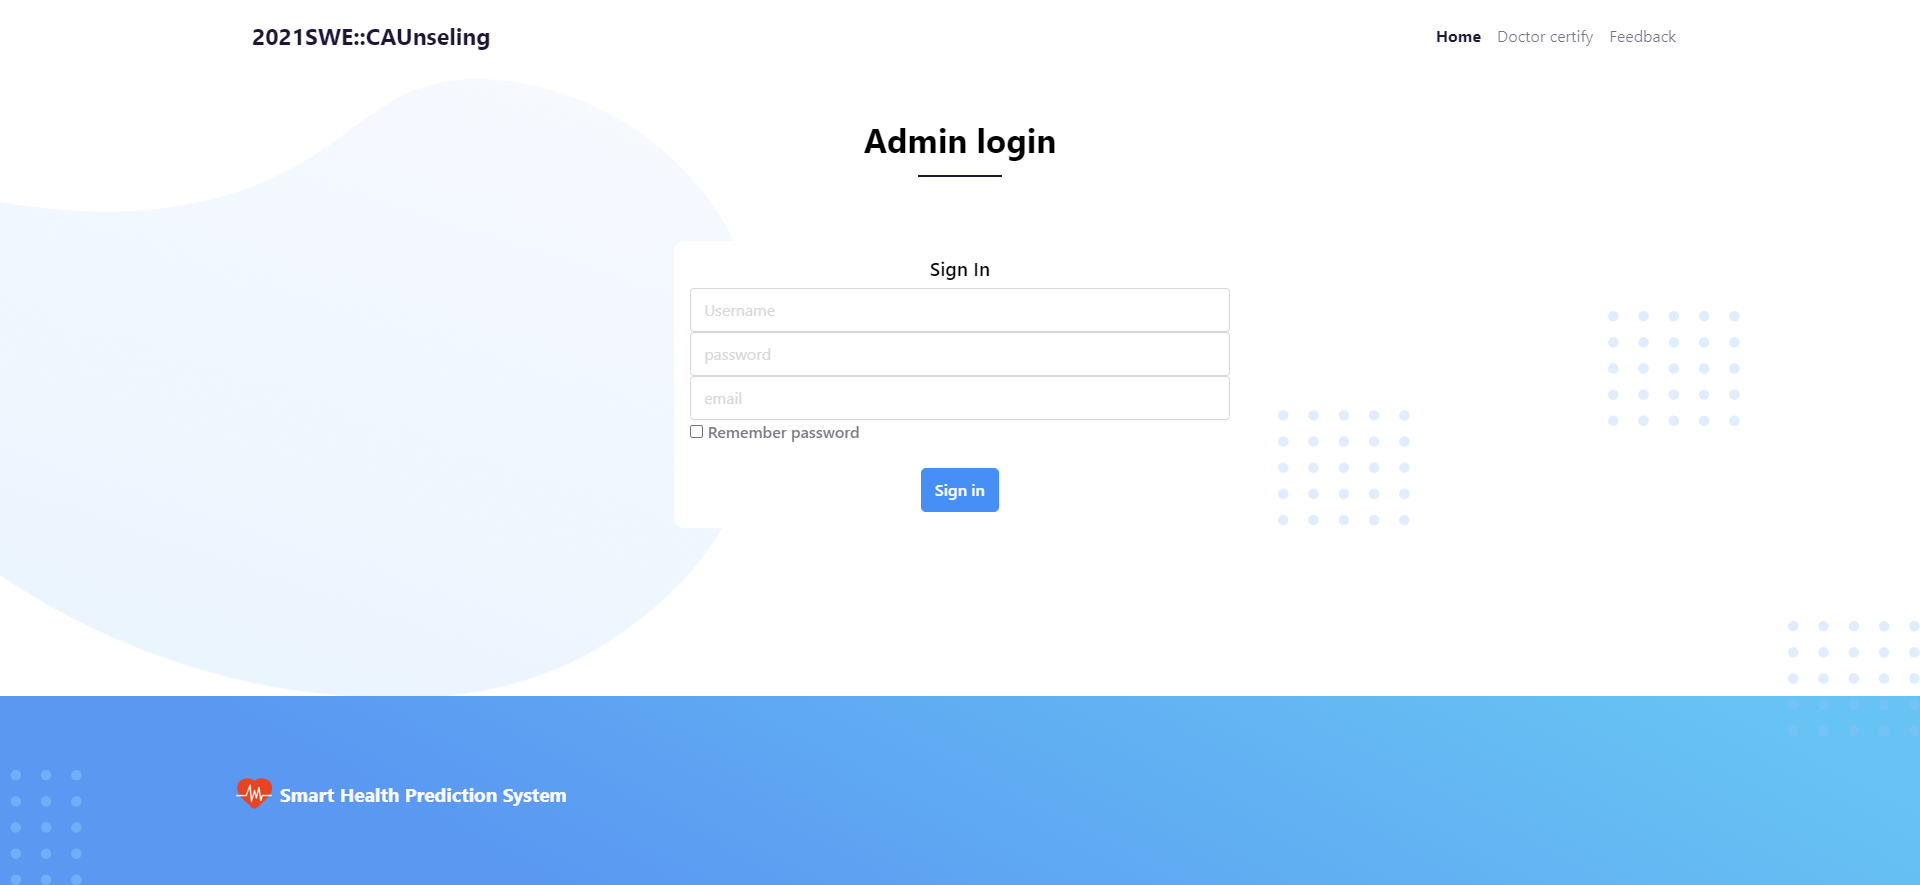 2021SWE::CAUnseling
Home Doctor certify Feedback
Admin login
Sign In
Username
password
email
Remember password
Sign in
Smart Health Prediction System